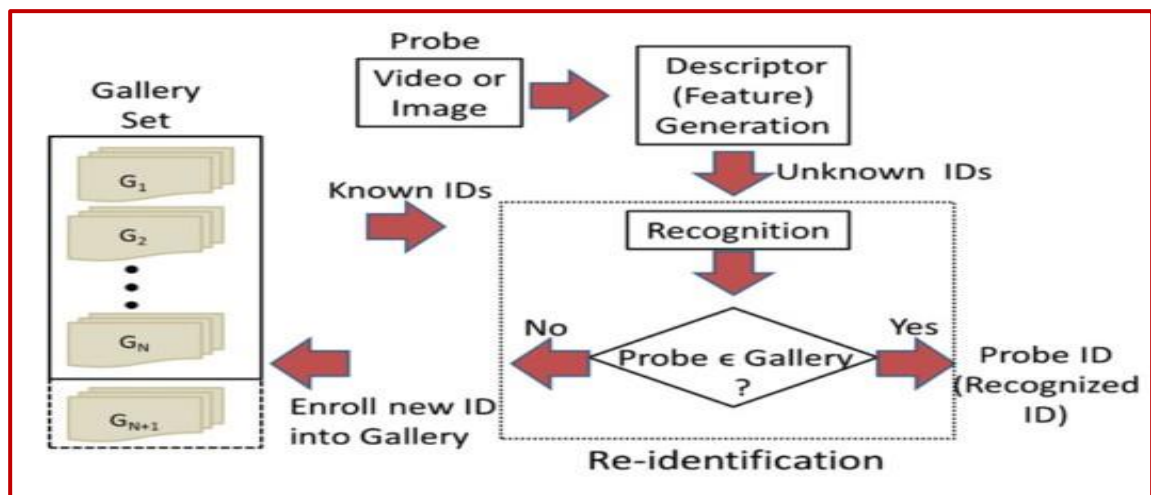 Probe
Video or
Image
Descriptor
(Feature)
Generation
Gallery
Set
G1
G2
GN
GN+1
Known IDs
Unknown IDs
Recognition
Probe ϵ Gallery
?
No
Yes
Probe ID
(Recognized
ID)
Enroll new ID
into Gallery
Re-identification